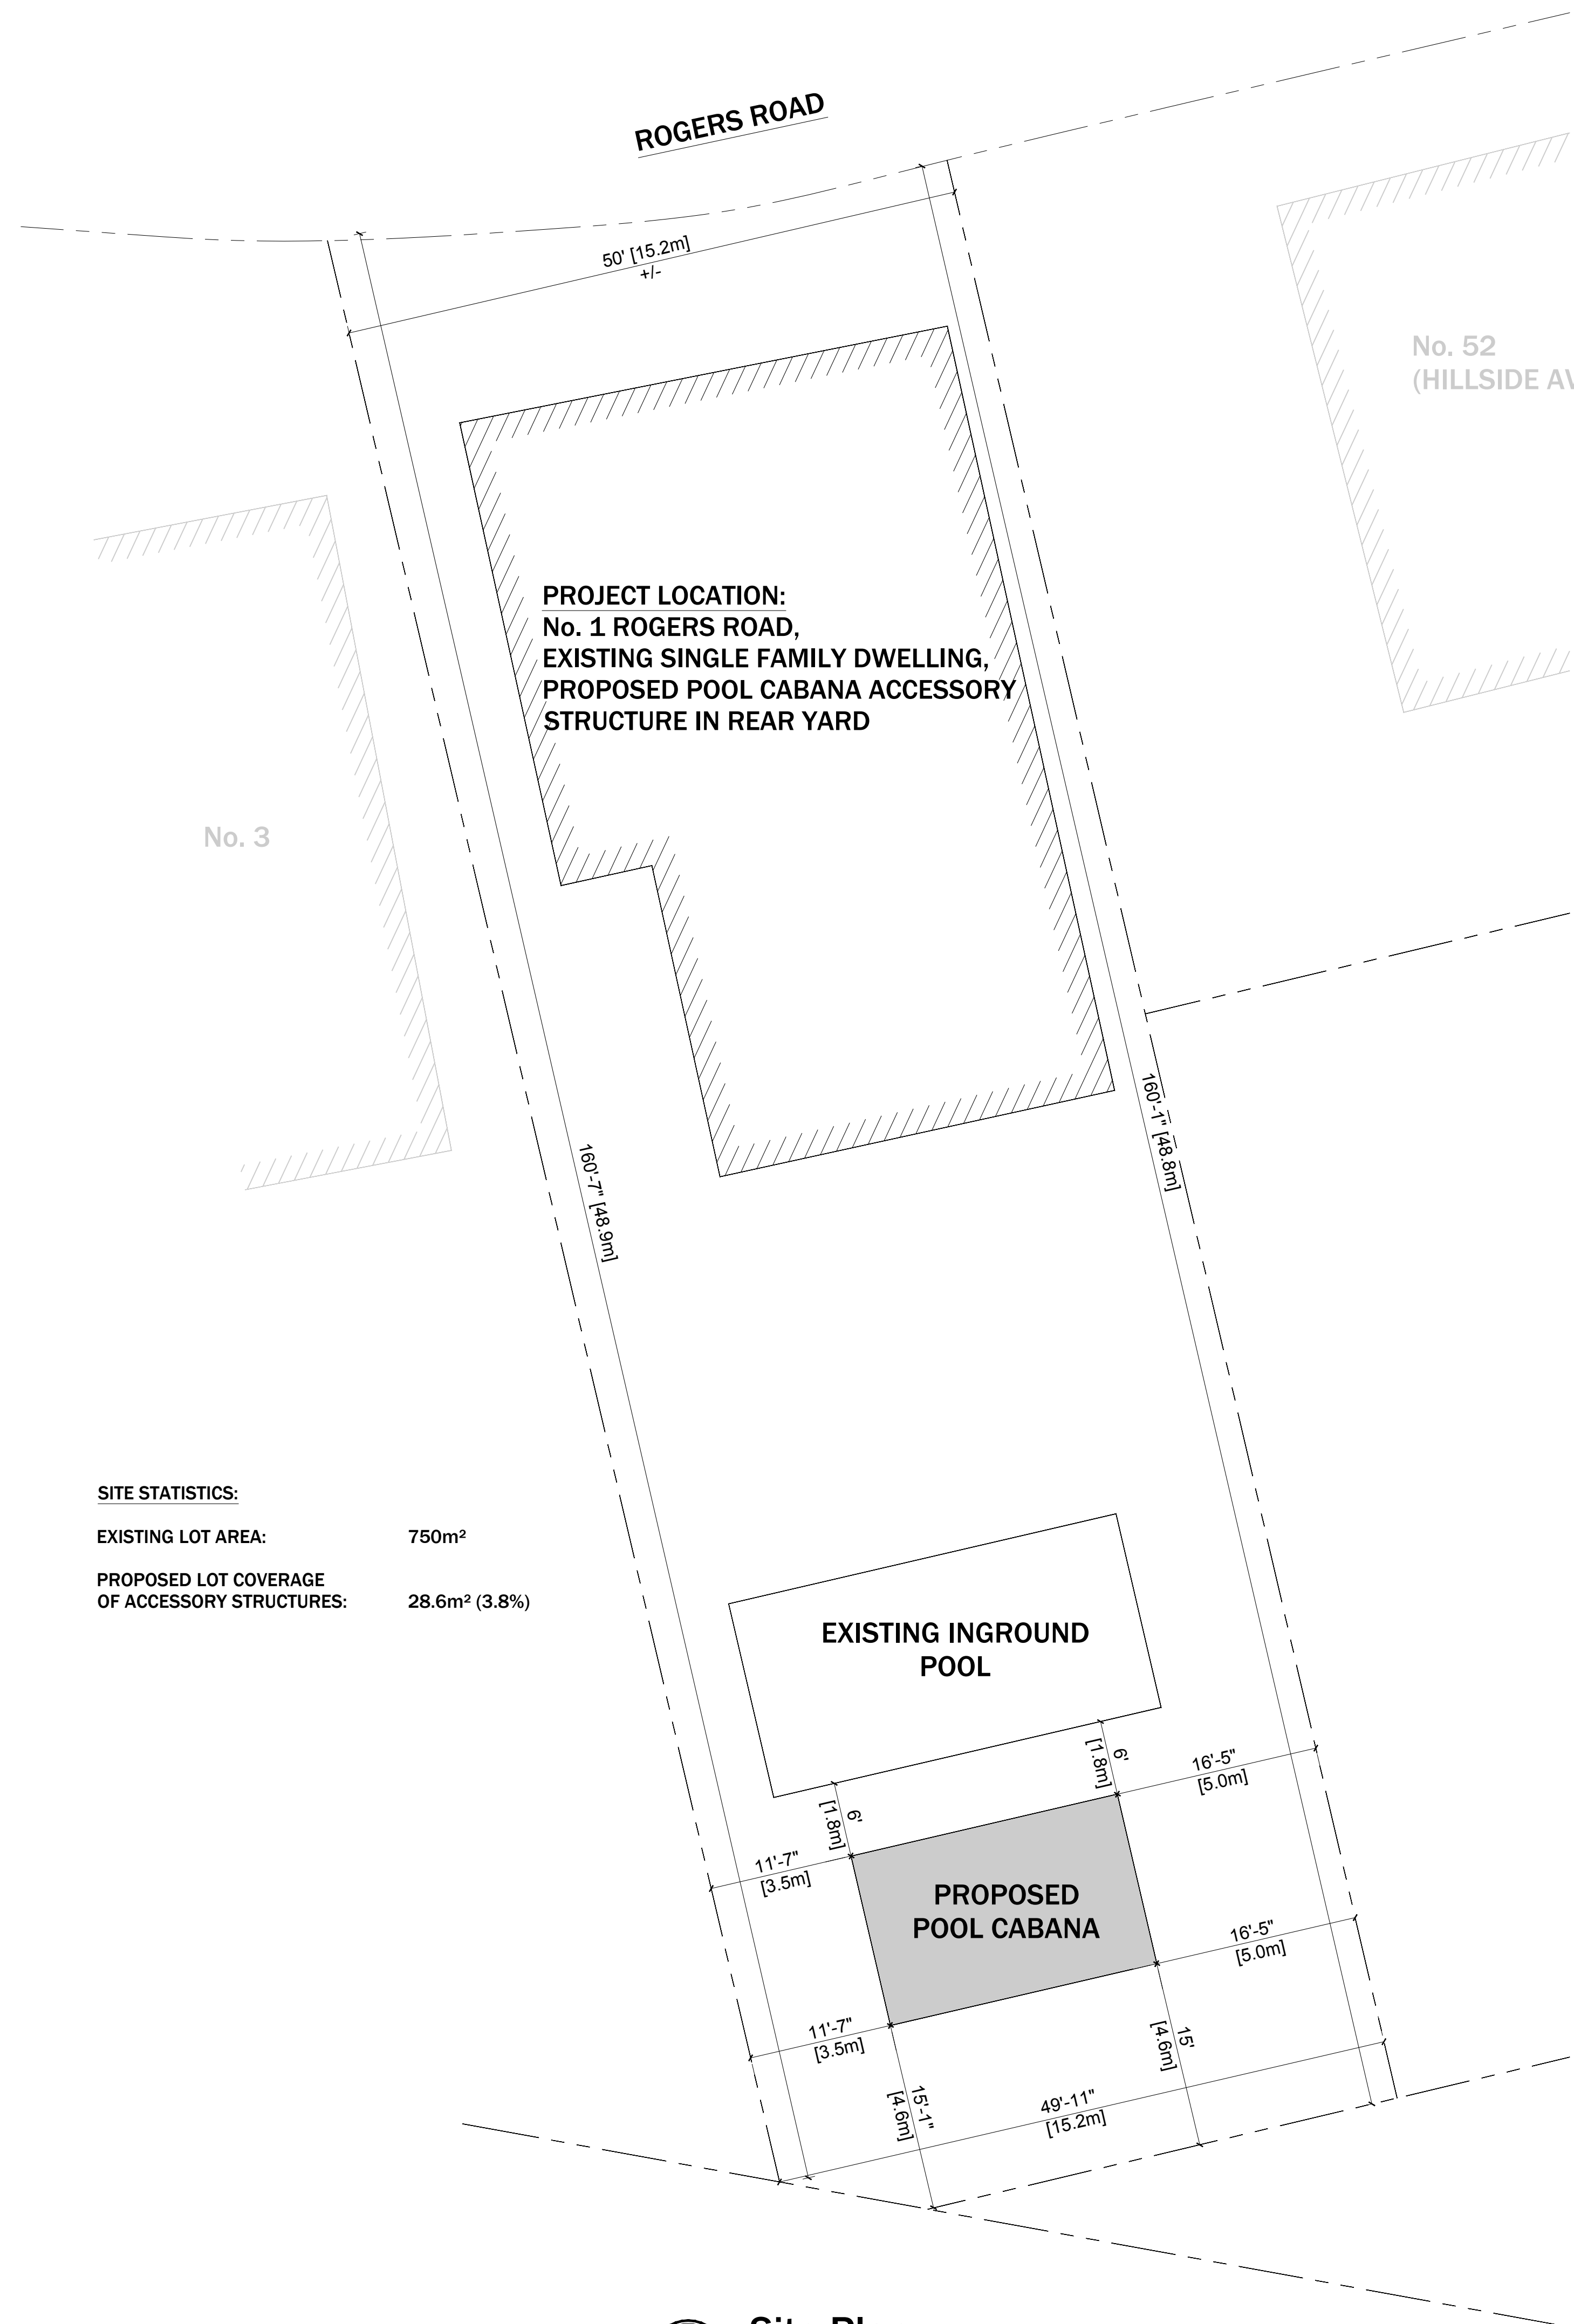 ROGERS ROAD
50' [15.2m]
+/-
No. 52
(HILLSIDE
PROJECT LOCATION:
No. 1 ROGERS ROAD,
EXISTING SINGLE FAMILY DWELLING,
PROPOSED POOL CABANA ACCESSORY
STRUCTURE IN REAR YARD
No. 3
160'-1" [48.8m]
160'-7" [48.9m]
SITE STATISTICS:
EXISTING LOT AREA: 750m²
PROPOSED LOT COVERAGE
OF ACCESSORY STRUCTURES: 28.6m² (3.8%)
EXISTING INGROUND
POOL
6'
[1.8m]
16'-5"
[5.0m]
6'
[1.8m]
11'-7"
[3.5m]
PROPOSED
POOL CABANA
16'-5"
[5.0m]
11'-7"
[3.5m]
15'
[4.6m]
15'-1"
[4.6m]
49'-11"
[15.2m]